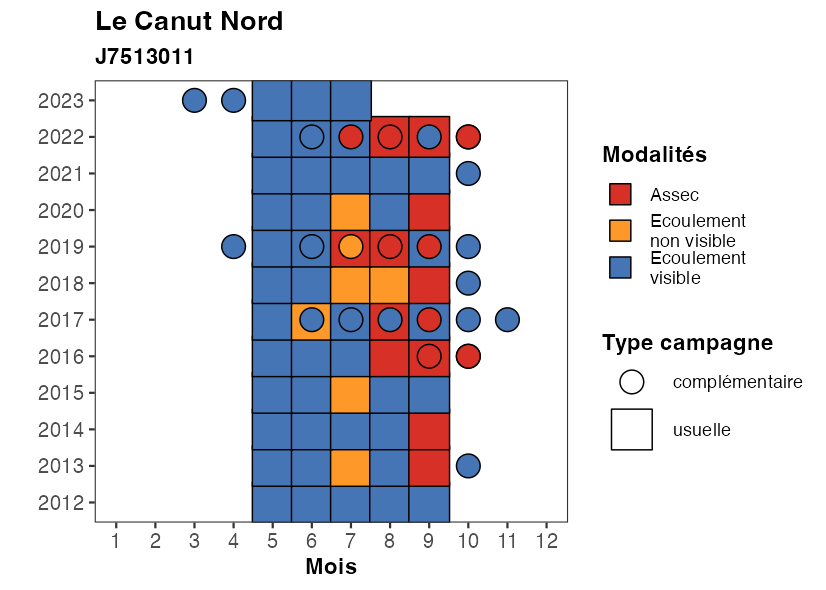 Le Canut Nord
J7513011
2023
2022
2021
2020
2019
2018
2017
2016
2015
2014
2013
2012
1 2 3 4 5 6 7 8 9 10 11 12
Mois
Modalités
Assec
Ecoulement
non visible
Ecoulement
visible
Type campagne
complémentaire
usuelle